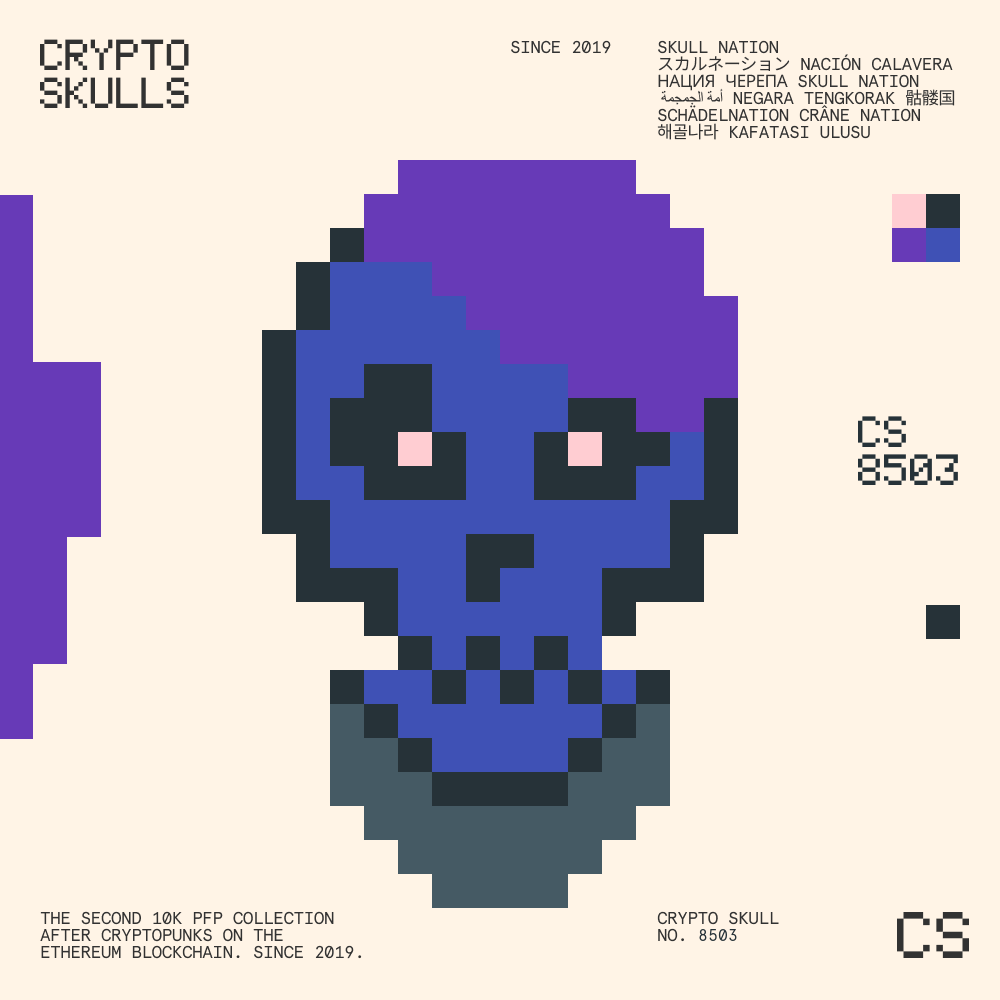 CRYPTO
SKULLS
SINCE 2019
SKULL NATION
スカルネーション NACIÓN CALAVERA
НАЦИЯ ЧЕРЕПА SKULL NATION
أمة الجمجمة NEGARA TENGKORAK 骷髅国
SCHÄDELNATION CRÂNE NATION
해골나라 KAFATASI ULUSU
CS
8503
THE SECOND 10K PFP COLLECTION
AFTER CRYPTOPUNKS ON THE
ETHEREUM BLOCKCHAIN. SINCE 2019.
CRYPTO SKULL
NO. 8503
CS